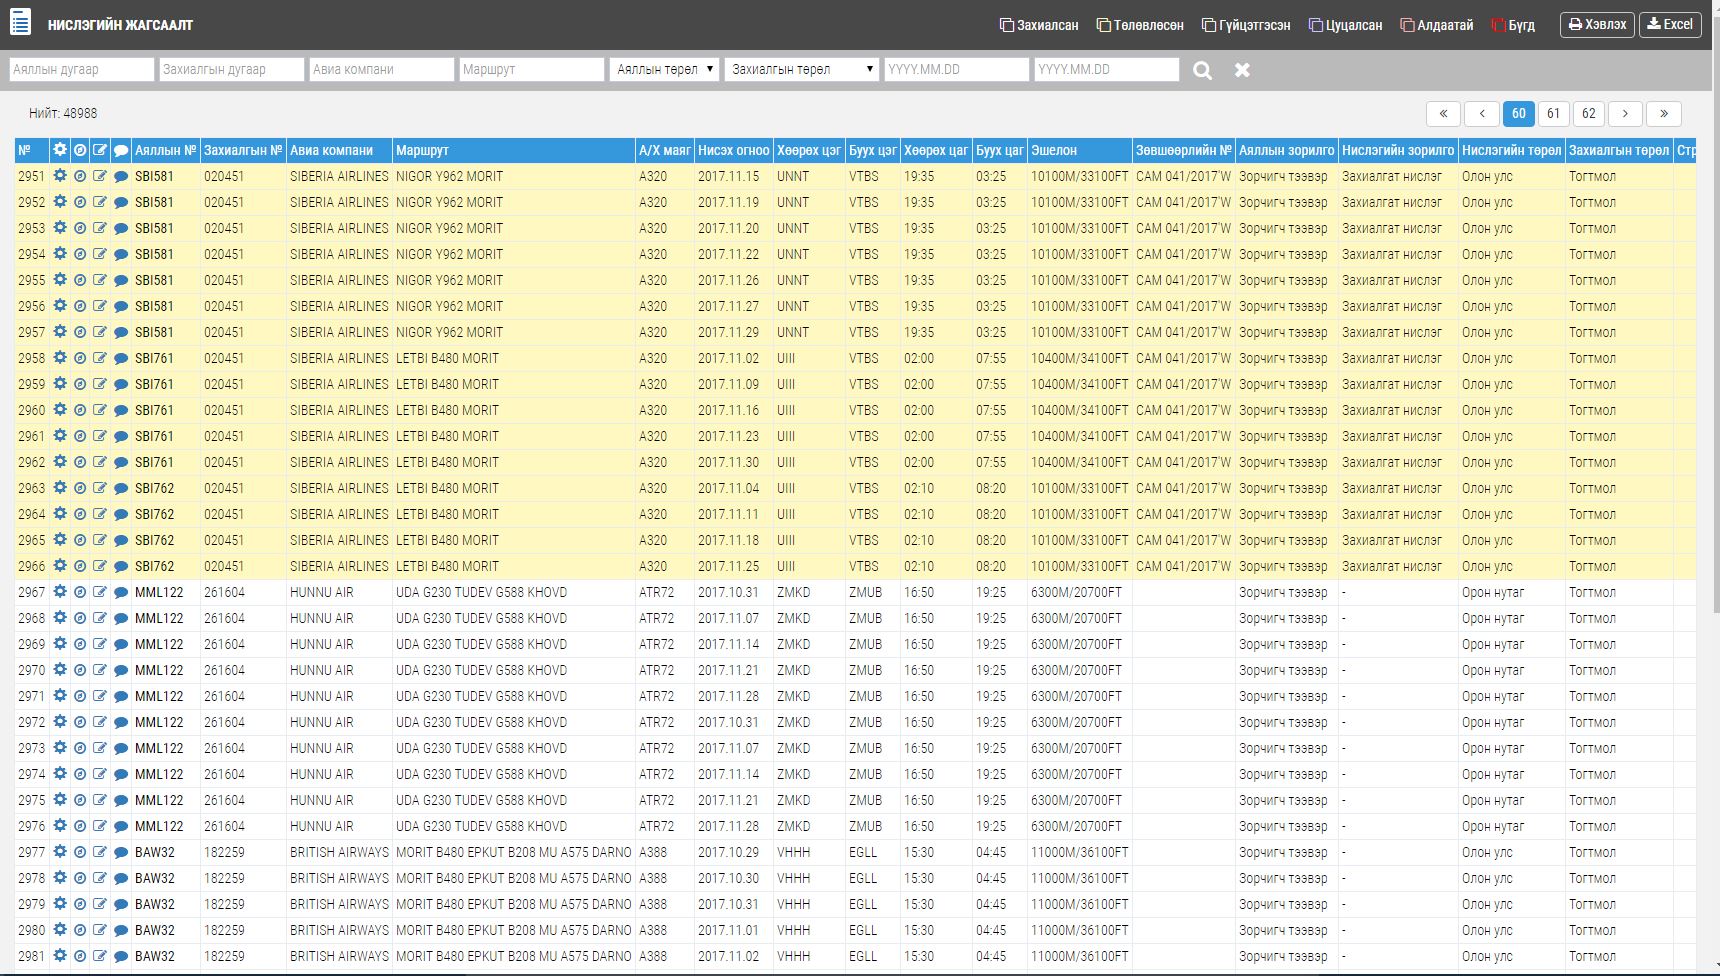 НИСЛЭГИЙН ЖАГСААЛТ Захиалсан Төлөвлөсөн Гүйцэтгэсэн Цуцалсан Алдаатай Бүгд Хэвлэх Excel
Аяллын дугаар Захиалгын дугаар Авиа компани Маршрут Аяллын төрөл Захиалгын төрөл YYYY.MM.DD YYYY.MM.DD
Нийт: 48988 « ‹ 60 61 62 › »
№ Аяллын № Захиалгын № Авиа компани Маршрут А/Х маяг Нисэх огноо Хөөрөх цэг Буух цэг Хөөрөх цаг Буух цаг Эшелон Зөвшөөрлийн № Аяллын зорилго Нислэгийн зорилго Нислэгийн төрөл Захиалгын төрөл Стр
2951 SBI581 020451 SIBERIA AIRLINES NIGOR Y962 MORIT A320 2017.11.15 UNNT VTBS 19:35 03:25 10100M/33100FT CAM 041/2017'W Зорчигч тээвэр Захиалгат нислэг Олон улс Тогтмол
2952 SBI581 020451 SIBERIA AIRLINES NIGOR Y962 MORIT A320 2017.11.19 UNNT VTBS 19:35 03:25 10100M/33100FT CAM 041/2017'W Зорчигч тээвэр Захиалгат нислэг Олон улс Тогтмол
2953 SBI581 020451 SIBERIA AIRLINES NIGOR Y962 MORIT A320 2017.11.20 UNNT VTBS 19:35 03:25 10100M/33100FT CAM 041/2017'W Зорчигч тээвэр Захиалгат нислэг Олон улс Тогтмол
2954 SBI581 020451 SIBERIA AIRLINES NIGOR Y962 MORIT A320 2017.11.22 UNNT VTBS 19:35 03:25 10100M/33100FT CAM 041/2017'W Зорчигч тээвэр Захиалгат нислэг Олон улс Тогтмол
2955 SBI581 020451 SIBERIA AIRLINES NIGOR Y962 MORIT A320 2017.11.26 UNNT VTBS 19:35 03:25 10100M/33100FT CAM 041/2017'W Зорчигч тээвэр Захиалгат нислэг Олон улс Тогтмол
2956 SBI581 020451 SIBERIA AIRLINES NIGOR Y962 MORIT A320 2017.11.27 UNNT VTBS 19:35 03:25 10100M/33100FT CAM 041/2017'W Зорчигч тээвэр Захиалгат нислэг Олон улс Тогтмол
2957 SBI581 020451 SIBERIA AIRLINES NIGOR Y962 MORIT A320 2017.11.29 UNNT VTBS 19:35 03:25 10100M/33100FT CAM 041/2017'W Зорчигч тээвэр Захиалгат нислэг Олон улс Тогтмол
2958 SBI761 020451 SIBERIA AIRLINES LETBI B480 MORIT A320 2017.11.02 UIII VTBS 02:00 07:55 10400M/34100FT CAM 041/2017'W Зорчигч тээвэр Захиалгат нислэг Олон улс Тогтмол
2959 SBI761 020451 SIBERIA AIRLINES LETBI B480 MORIT A320 2017.11.09 UIII VTBS 02:00 07:55 10400M/34100FT CAM 041/2017'W Зорчигч тээвэр Захиалгат нислэг Олон улс Тогтмол
2960 SBI761 020451 SIBERIA AIRLINES LETBI B480 MORIT A320 2017.11.16 UIII VTBS 02:00 07:55 10400M/34100FT CAM 041/2017'W Зорчигч тээвэр Захиалгат нислэг Олон улс Тогтмол
2961 SBI761 020451 SIBERIA AIRLINES LETBI B480 MORIT A320 2017.11.23 UIII VTBS 02:00 07:55 10400M/34100FT CAM 041/2017'W Зорчигч тээвэр Захиалгат нислэг Олон улс Тогтмол
2962 SBI761 020451 SIBERIA AIRLINES LETBI B480 MORIT A320 2017.11.30 UIII VTBS 02:00 07:55 10400M/34100FT CAM 041/2017'W Зорчигч тээвэр Захиалгат нислэг Олон улс Тогтмол
2963 SBI762 020451 SIBERIA AIRLINES LETBI B480 MORIT A320 2017.11.04 UIII VTBS 02:10 08:20 10100M/33100FT CAM 041/2017'W Зорчигч тээвэр Захиалгат нислэг Олон улс Тогтмол
2964 SBI762 020451 SIBERIA AIRLINES LETBI B480 MORIT A320 2017.11.11 UIII VTBS 02:10 08:20 10100M/33100FT CAM 041/2017'W Зорчигч тээвэр Захиалгат нислэг Олон улс Тогтмол
2965 SBI762 020451 SIBERIA AIRLINES LETBI B480 MORIT A320 2017.11.18 UIII VTBS 02:10 08:20 10100M/33100FT CAM 041/2017'W Зорчигч тээвэр Захиалгат нислэг Олон улс Тогтмол
2966 SBI762 020451 SIBERIA AIRLINES LETBI B480 MORIT A320 2017.11.25 UIII VTBS 02:10 08:20 10100M/33100FT CAM 041/2017'W Зорчигч тээвэр Захиалгат нислэг Олон улс Тогтмол
2967 MML122 261604 HUNNU AIR UDA G230 TUDEV G588 KHOVD ATR72 2017.10.31 ZMKD ZMUB 16:50 19:25 6300M/20700FT Зорчигч тээвэр - Орон нутаг Тогтмол
2968 MML122 261604 HUNNU AIR UDA G230 TUDEV G588 KHOVD ATR72 2017.11.07 ZMKD ZMUB 16:50 19:25 6300M/20700FT Зорчигч тээвэр - Орон нутаг Тогтмол
2969 MML122 261604 HUNNU AIR UDA G230 TUDEV G588 KHOVD ATR72 2017.11.14 ZMKD ZMUB 16:50 19:25 6300M/20700FT Зорчигч тээвэр - Орон нутаг Тогтмол
2970 MML122 261604 HUNNU AIR UDA G230 TUDEV G588 KHOVD ATR72 2017.11.21 ZMKD ZMUB 16:50 19:25 6300M/20700FT Зорчигч тээвэр - Орон нутаг Тогтмол
2971 MML122 261604 HUNNU AIR UDA G230 TUDEV G588 KHOVD ATR72 2017.11.28 ZMKD ZMUB 16:50 19:25 6300M/20700FT Зорчигч тээвэр - Орон нутаг Тогтмол
2972 MML122 261604 HUNNU AIR UDA G230 TUDEV G588 KHOVD ATR72 2017.10.31 ZMKD ZMUB 16:50 19:25 6300M/20700FT Зорчигч тээвэр - Орон нутаг Тогтмол
2973 MML122 261604 HUNNU AIR UDA G230 TUDEV G588 KHOVD ATR72 2017.11.07 ZMKD ZMUB 16:50 19:25 6300M/20700FT Зорчигч тээвэр - Орон нутаг Тогтмол
2974 MML122 261604 HUNNU AIR UDA G230 TUDEV G588 KHOVD ATR72 2017.11.14 ZMKD ZMUB 16:50 19:25 6300M/20700FT Зорчигч тээвэр - Орон нутаг Тогтмол
2975 MML122 261604 HUNNU AIR UDA G230 TUDEV G588 KHOVD ATR72 2017.11.21 ZMKD ZMUB 16:50 19:25 6300M/20700FT Зорчигч тээвэр - Орон нутаг Тогтмол
2976 MML122 261604 HUNNU AIR UDA G230 TUDEV G588 KHOVD ATR72 2017.11.28 ZMKD ZMUB 16:50 19:25 6300M/20700FT Зорчигч тээвэр - Орон нутаг Тогтмол
2977 BAW32 182259 BRITISH AIRWAYS MORIT B480 EPKUT B208 MU A575 DARNO A388 2017.10.29 VHHH EGLL 15:30 04:45 11000M/36100FT Зорчигч тээвэр - Олон улс Тогтмол
2978 BAW32 182259 BRITISH AIRWAYS MORIT B480 EPKUT B208 MU A575 DARNO A388 2017.10.30 VHHH EGLL 15:30 04:45 11000M/36100FT Зорчигч тээвэр - Олон улс Тогтмол
2979 BAW32 182259 BRITISH AIRWAYS MORIT B480 EPKUT B208 MU A575 DARNO A388 2017.10.31 VHHH EGLL 15:30 04:45 11000M/36100FT Зорчигч тээвэр - Олон улс Тогтмол
2980 BAW32 182259 BRITISH AIRWAYS MORIT B480 EPKUT B208 MU A575 DARNO A388 2017.11.01 VHHH EGLL 15:30 04:45 11000M/36100FT Зорчигч тээвэр - Олон улс Тогтмол
2981 BAW32 182259 BRITISH AIRWAYS MORIT B480 EPKUT B208 MU A575 DARNO A388 2017.11.02 VHHH EGLL 15:30 04:45 11000M/36100FT Зорчигч тээвэр - Олон улс Тогтмол